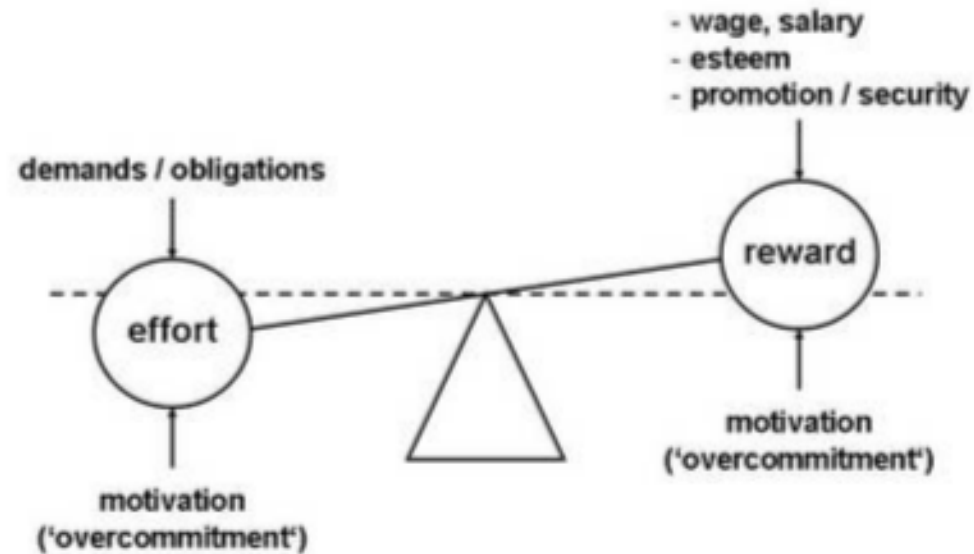 - wage, salary
- esteem
- promotion / security
demands / obligations
reward
effort
motivation
(‘overcommitment‘)
motivation
(‘overcommitment‘)